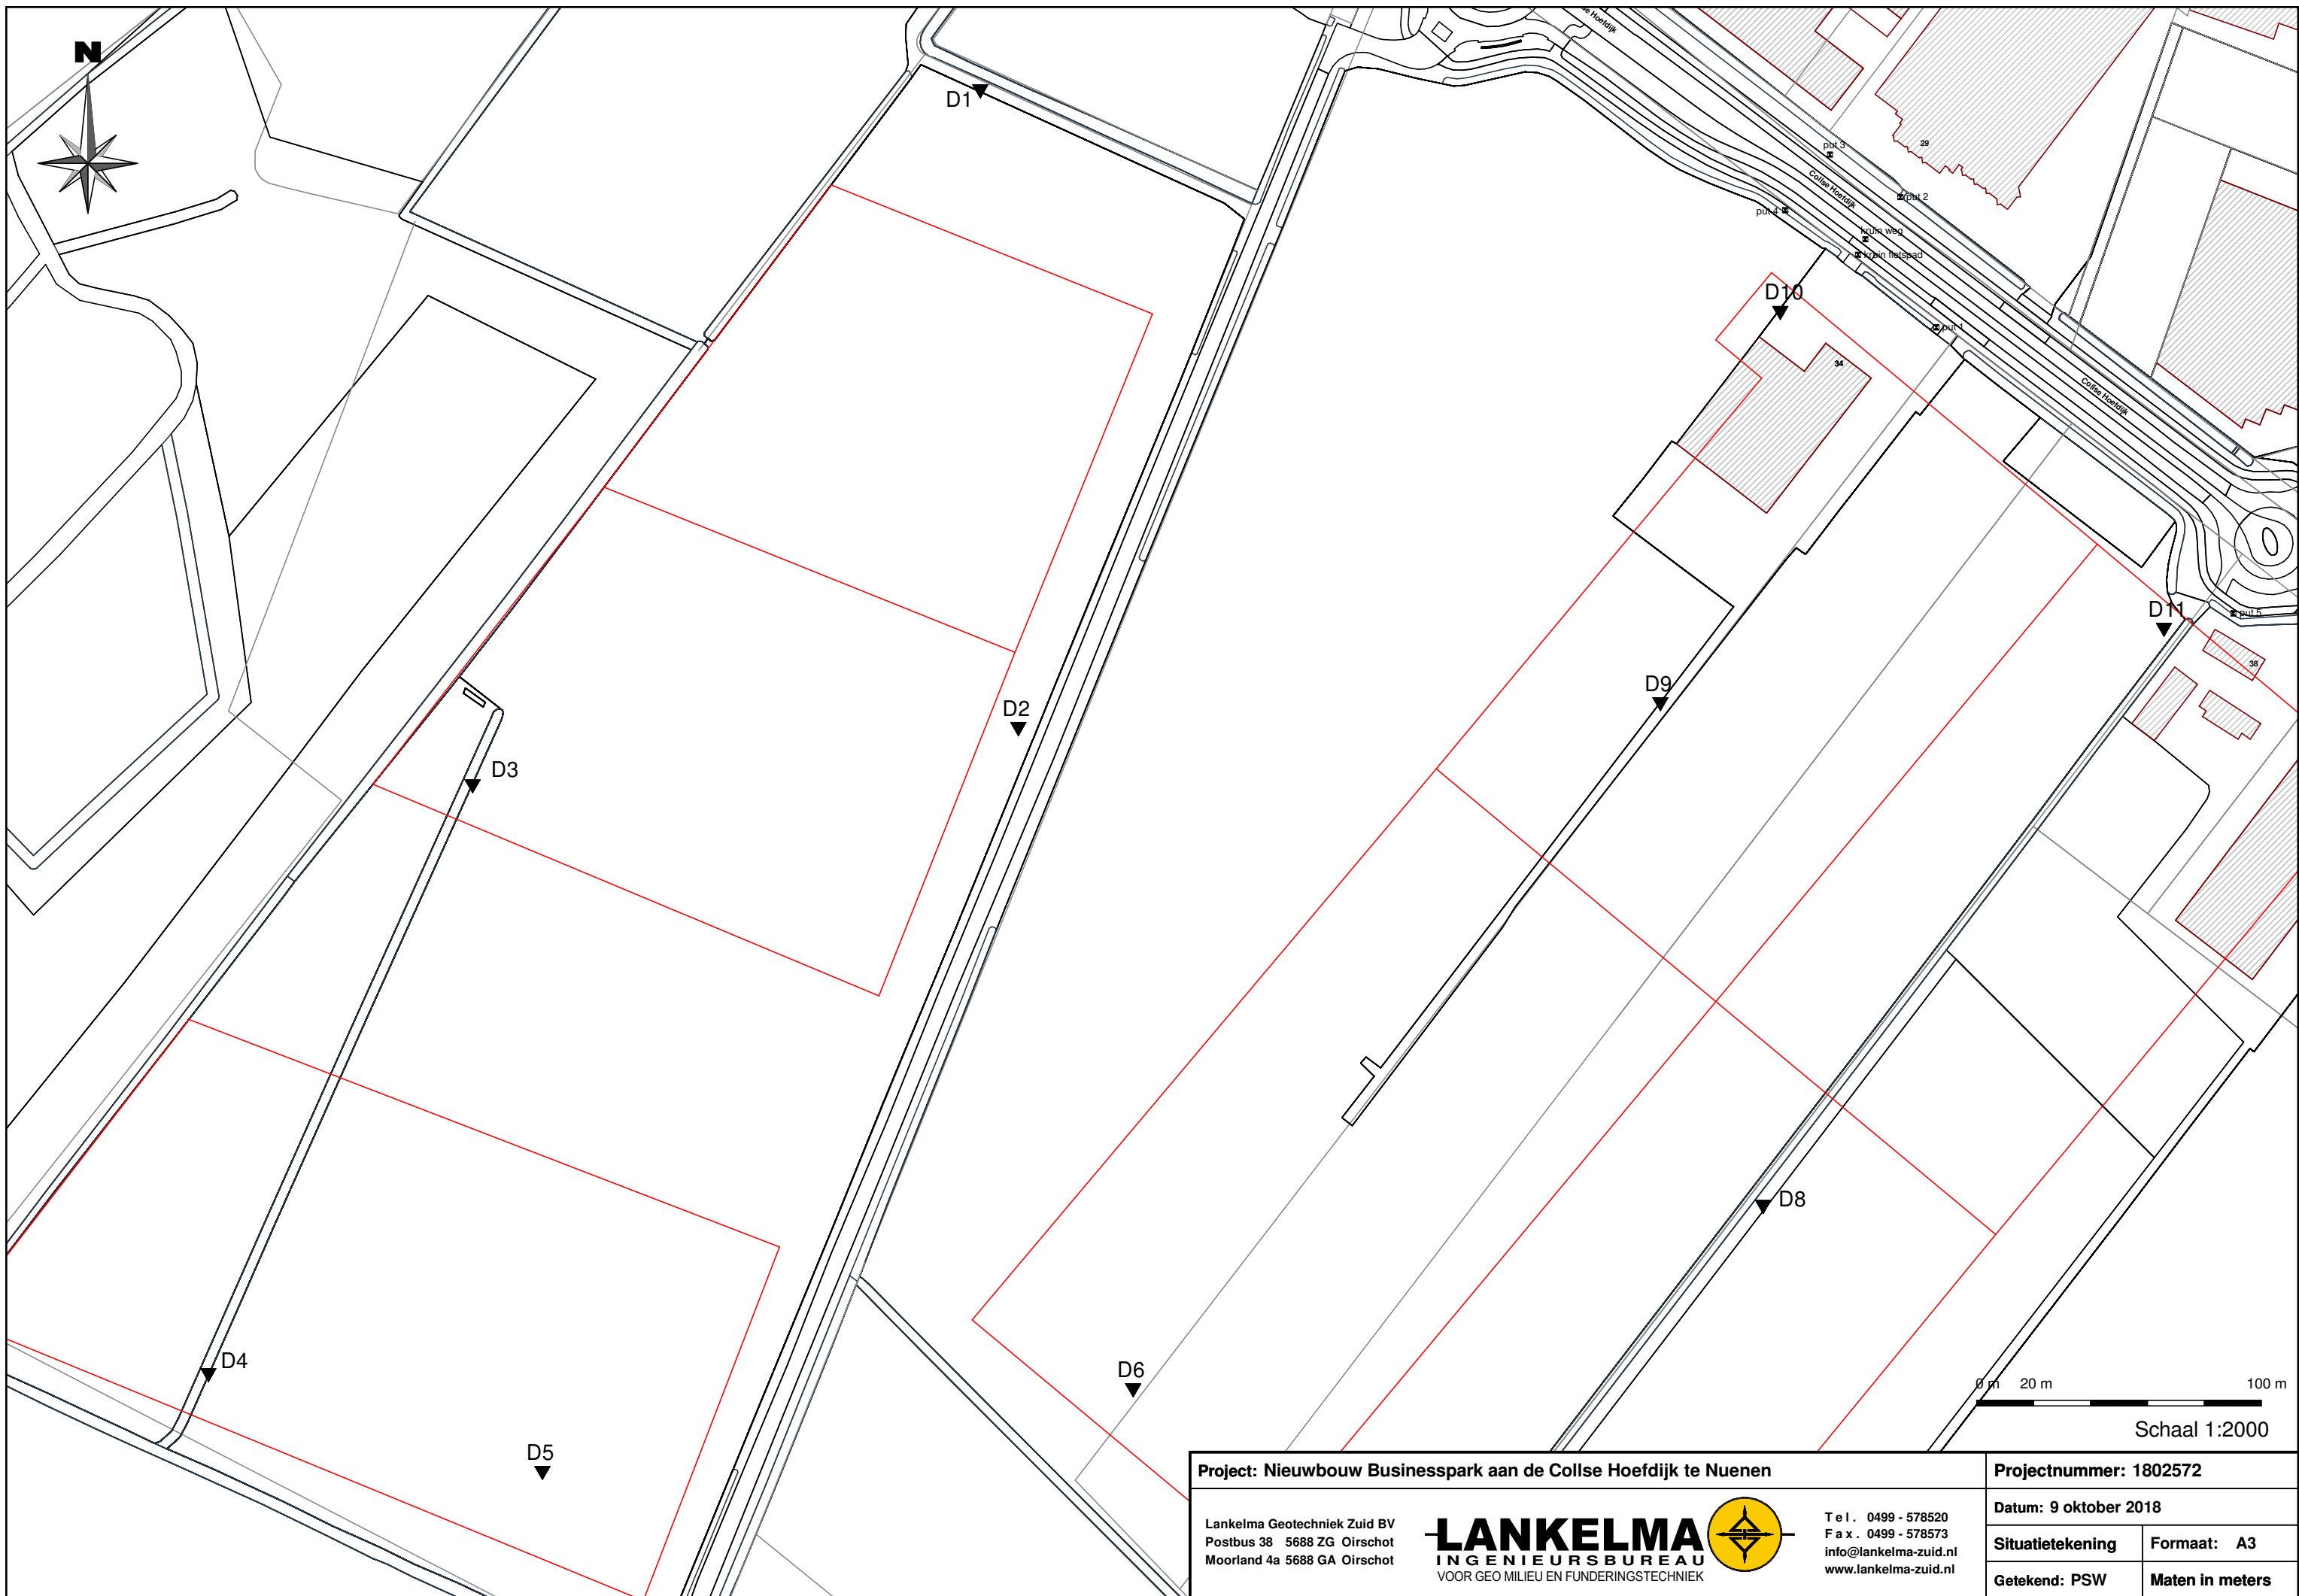 N
se Hoefdijk
D1
put 3
29
Collse Hoefdijk
put 2
put 4
kruin weg
kruin fietspad
D10
put 1
34
Collse Hoefdijk
D11
put 5
38
D9
D2
D3
D8
D4
D6
D5
0 m 20 m 100 m
Schaal 1:2000
Project: Nieuwbouw Businesspark aan de Collse Hoefdijk te Nuenen
Projectnummer: 1802572
Lankelma Geotechniek Zuid BV
Postbus 38 5688 ZG Oirschot
Moorland 4a 5688 GA Oirschot
LANKELMA
INGENIEURSBUREAU
VOOR GEO MILIEU EN FUNDERINGSTECHNIEK
Tel. 0499 - 578520
Fax. 0499 - 578573
info@lankelma-zuid.nl
www.lankelma-zuid.nl
Datum: 9 oktober 2018
Situatietekening
Formaat: A3
Getekend: PSW
Maten in meters